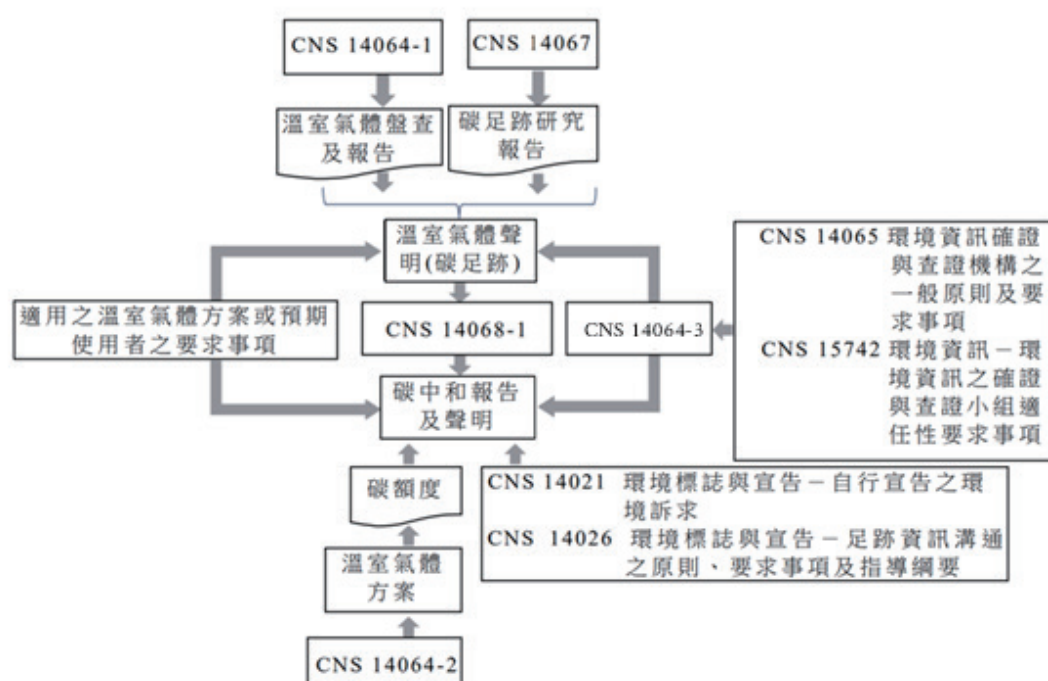 CNS 14064-1
CNS 14067
溫室氣體盤查
及報告
碳足跡研究
報告
溫室氣體聲
明(碳足跡)
適用之溫室氣體方案或預期
使用者之要求事項
CNS 14068-1
CNS 14064-3
CNS 14065 環境資訊確證
與查證機構之
一般原則及要
求事項
CNS 15742 環境資訊－環
境資訊之確證
與查證小組適
任性要求事項
碳中和報告
及聲明
碳額度
CNS 14021 環境標誌與宣告－自行宣告之環
境訴求
CNS 14026 環境標誌與宣告－足跡資訊溝通
之原則、要求事項及指導綱要
溫室氣體
方案
CNS 14064-2